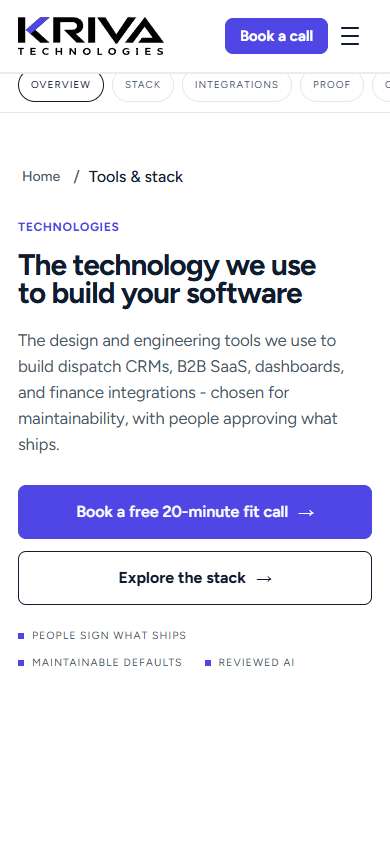 KRIVA
TECHNOLOGIES
Book a call
OVERVIEW
STACK
INTEGRATIONS
PROOF
Home / Tools & stack
TECHNOLOGIES
The technology we use
to build your software
The design and engineering tools we use to
build dispatch CRMs, B2B SaaS, dashboards,
and finance integrations - chosen for
maintainability, with people approving what
ships.
Book a free 20-minute fit call →
Explore the stack →
PEOPLE SIGN WHAT SHIPS
MAINTAINABLE DEFAULTS
REVIEWED AI